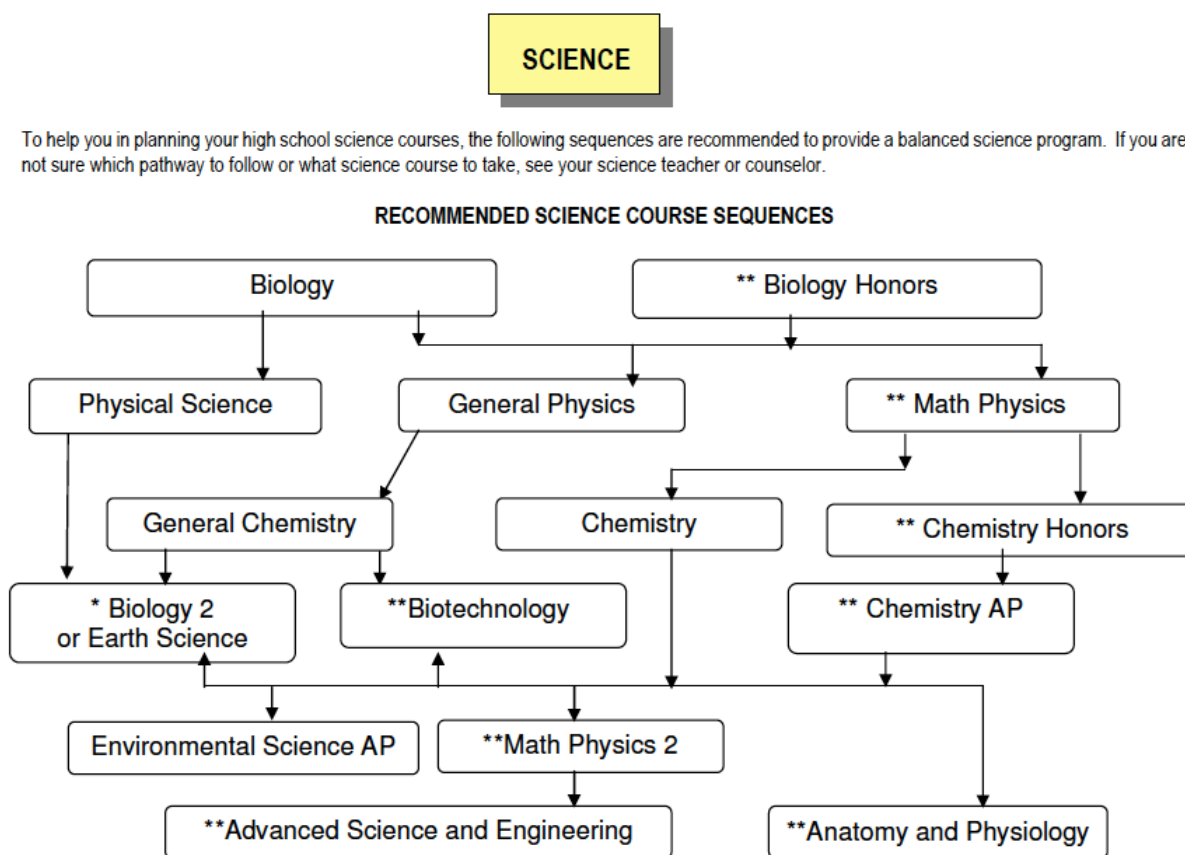 SCIENCE
To help you in planning your high school science courses, the following sequences are recommended to provide a balanced science program. If you are
not sure which pathway to follow or what science course to take, see your science teacher or counselor.
RECOMMENDED SCIENCE COURSE SEQUENCES
Biology
** Biology Honors
Physical Science
General Physics
** Math Physics
General Chemistry
Chemistry
** Chemistry Honors
* Biology 2
or Earth Science
**Biotechnology
** Chemistry AP
Environmental Science AP
**Math Physics 2
**Advanced Science and Engineering
**Anatomy and Physiology